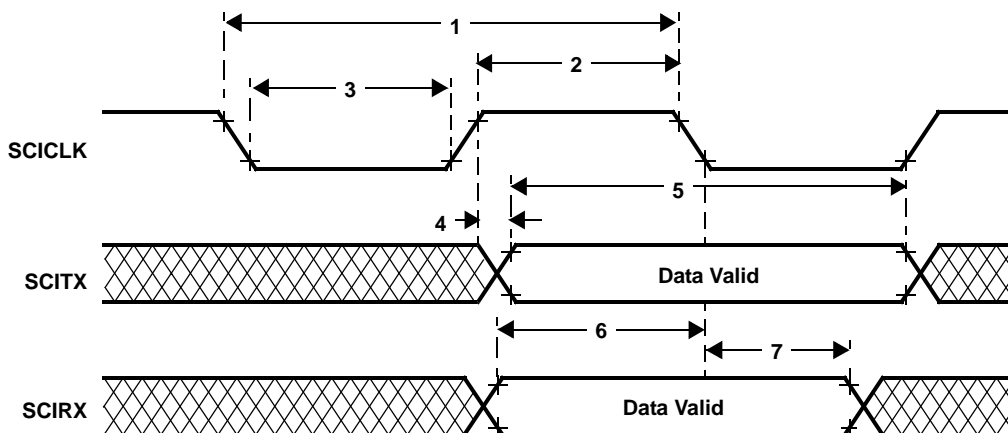 1
2
3
SCICLK
5
4
SCITX
Data Valid
6
7
SCIRX
Data Valid